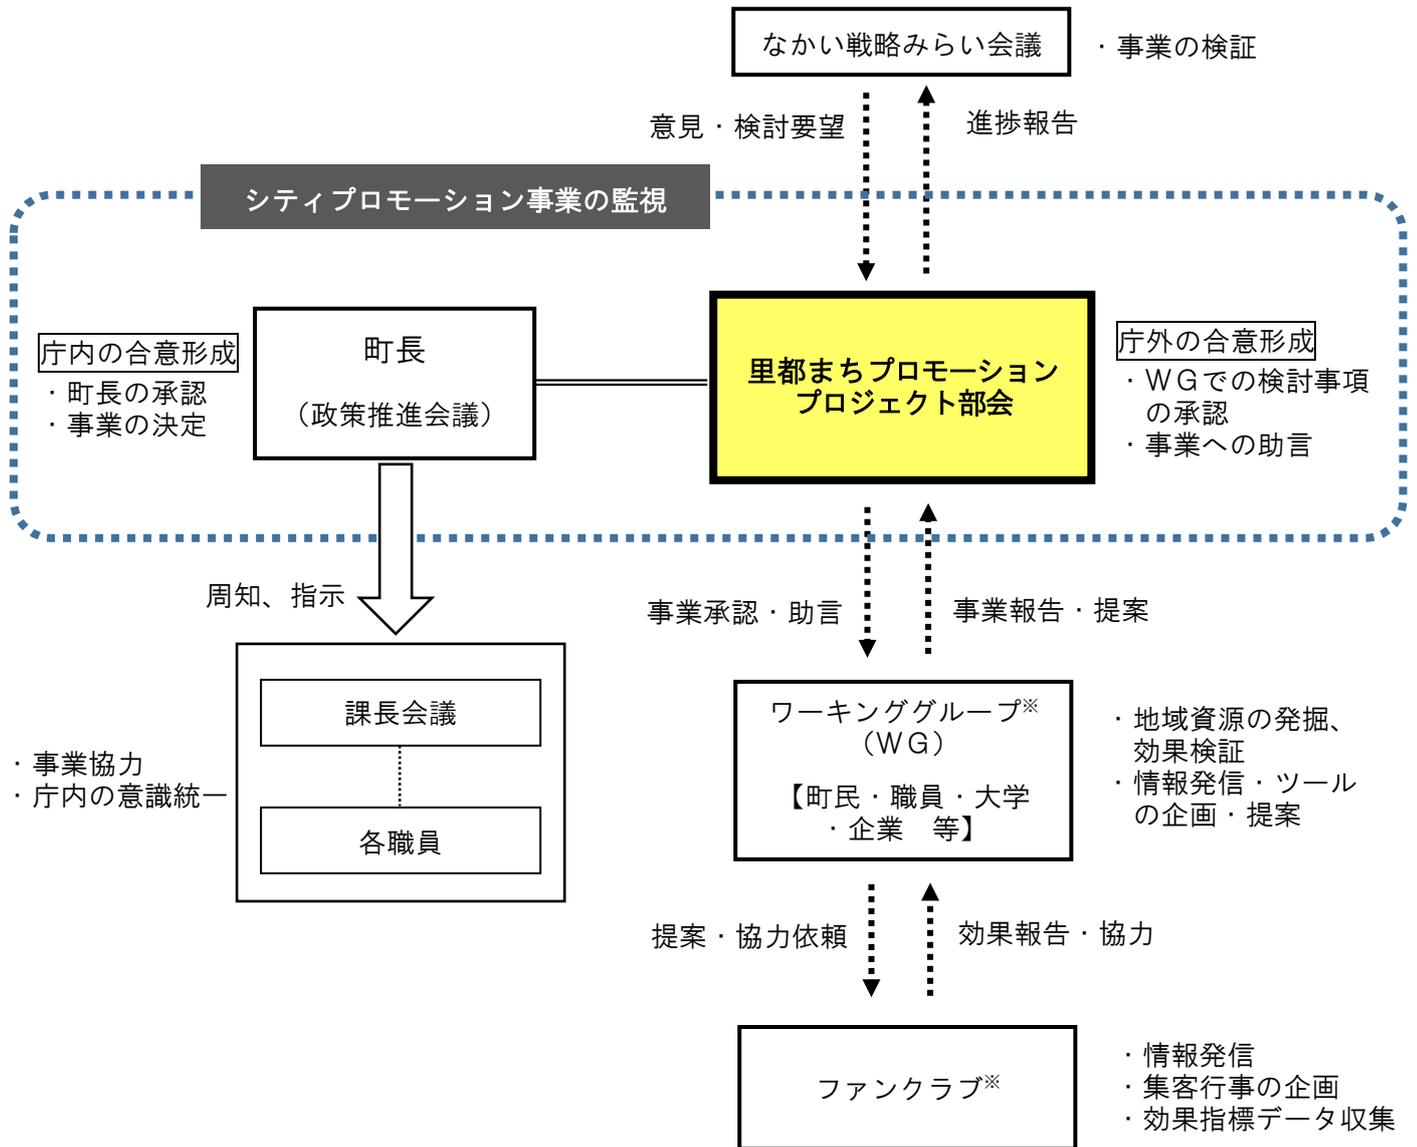 なかい戦略みらい会議
・事業の検証
意見・検討要望
進捗報告
シティプロモーション事業の監視
庁内の合意形成
・町長の承認
・事業の決定
町長
（政策推進会議）
里都まちプロモーション
プロジェクト部会
庁外の合意形成
・ＷＧでの検討事項
の承認
・事業への助言
周知、指示
事業承認・助言
事業報告・提案
課長会議
各職員
・事業協力
・庁内の意識統一
ワーキンググループ※
（ＷＧ）
【町民・職員・大学
・企業　等】
・地域資源の発掘、
効果検証
・情報発信・ツール
の企画・提案
提案・協力依頼
効果報告・協力
ファンクラブ※
・情報発信
・集客行事の企画
・効果指標データ収集